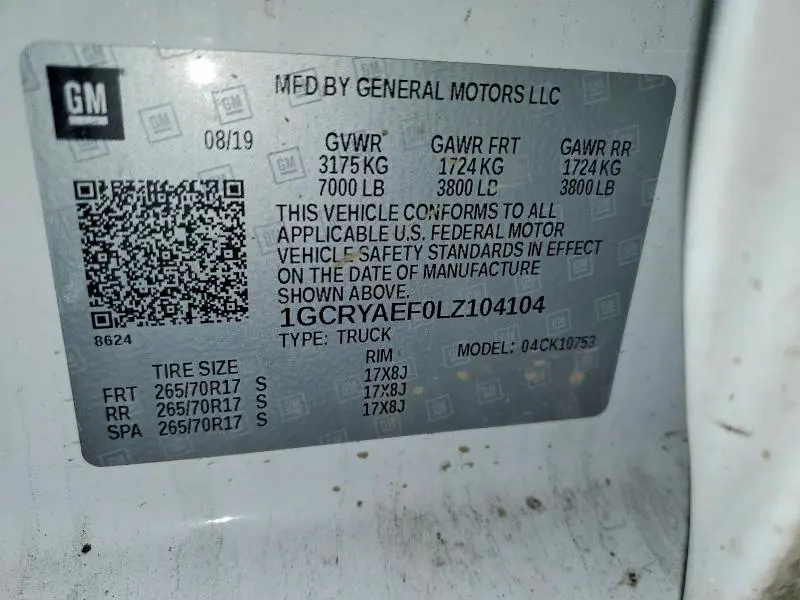 GM
MFD BY GENERAL MOTORS LLC
08/19 GVWR GAWR FRT GAWR RR
3175 KG 1724 KG 1724 KG
7000 LB 3800 LB 3800 LB
THIS VEHICLE CONFORMS TO ALL
APPLICABLE U.S. FEDERAL MOTOR
VEHICLE SAFETY STANDARDS IN EFFECT
ON THE DATE OF MANUFACTURE
SHOWN ABOVE.
1GCRYAEF0LZ104104
8624
TYPE: TRUCK MODEL: 04CK10753
TIRE SIZE RIM
FRT 265/70R17 S 17X8J
RR 265/70R17 S 17X8J
SPA 265/70R17 S 17X8J